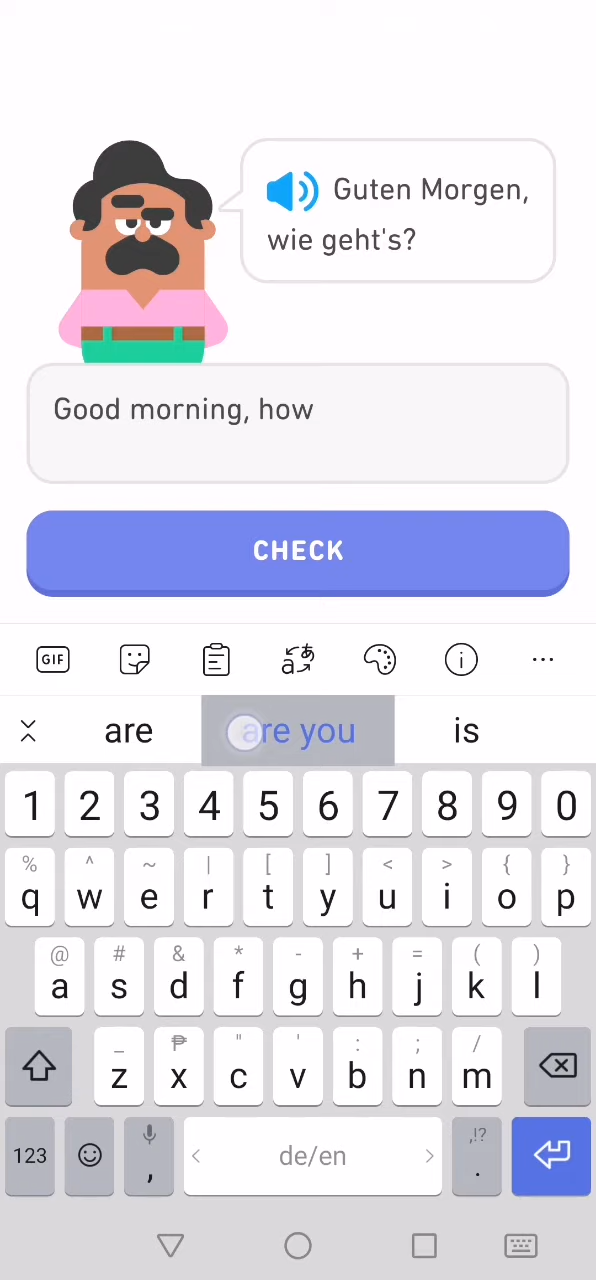 Guten Morgen,
wie geht's?
Good morning, how
CHECK
GIF
are are you is
1 2 3 4 5 6 7 8 9 0
% ^ ~ | [ ] < > { }
q w e r t y u i o p
@ # & * - + = ( )
a s d f g h j k l
_ ₱ " ' : ; /
z x c v b n m
123 , < de/en > ,!? .